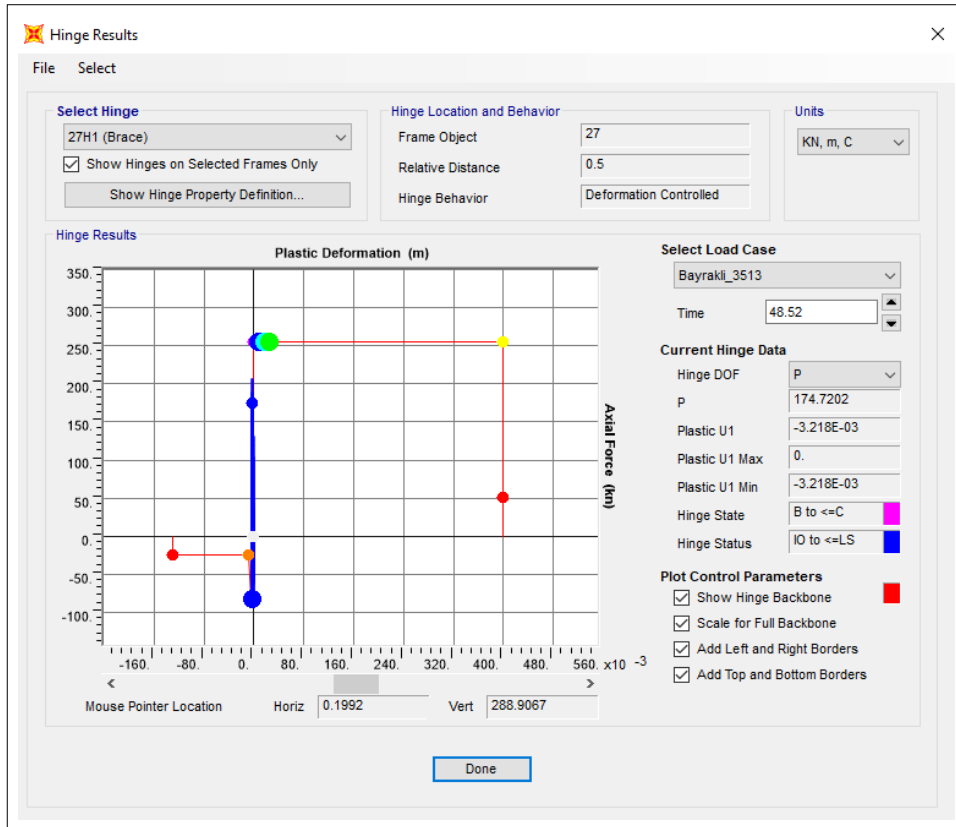 Hinge Results
File Select
Select Hinge
27H1 (Brace)
Show Hinges on Selected Frames Only
Show Hinge Property Definition...
Hinge Location and Behavior
Frame Object 27
Relative Distance 0.5
Hinge Behavior Deformation Controlled
Units
KN, m, C
Hinge Results
Plastic Deformation (m)
350.
300.
250.
200.
150.
100.
50.
0.
-50.
-100.
-160. -80. 0. 80. 160. 240. 320. 400. 480. 560. x10 -3
Axial Force (kn)
Mouse Pointer Location Horiz 0.1992 Vert 288.9067
Select Load Case
Bayrakli_3513
Time 48.52
Current Hinge Data
Hinge DOF P
P 174.7202
Plastic U1 -3.218E-03
Plastic U1 Max 0.
Plastic U1 Min -3.218E-03
Hinge State B to <=C
Hinge Status IO to <=LS
Plot Control Parameters
Show Hinge Backbone
Scale for Full Backbone
Add Left and Right Borders
Add Top and Bottom Borders
Done